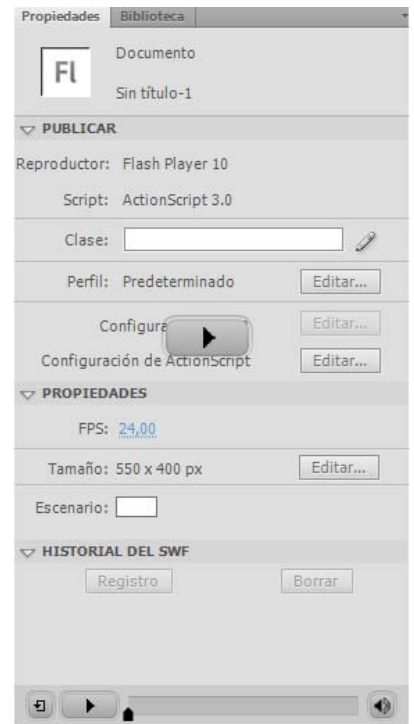 Propiedades Biblioteca
Fl
Documento
Sin título-1
PUBLICAR
Reproductor: Flash Player 10
Script: ActionScript 3.0
Clase:
Perfil: Predeterminado Editar...
Editar...
Configuración de ActionScript Editar...
PROPIEDADES
FPS: 24,00
Tamaño: 550 x 400 px Editar...
Escenario:
HISTORIAL DEL SWF
Registro Borrar